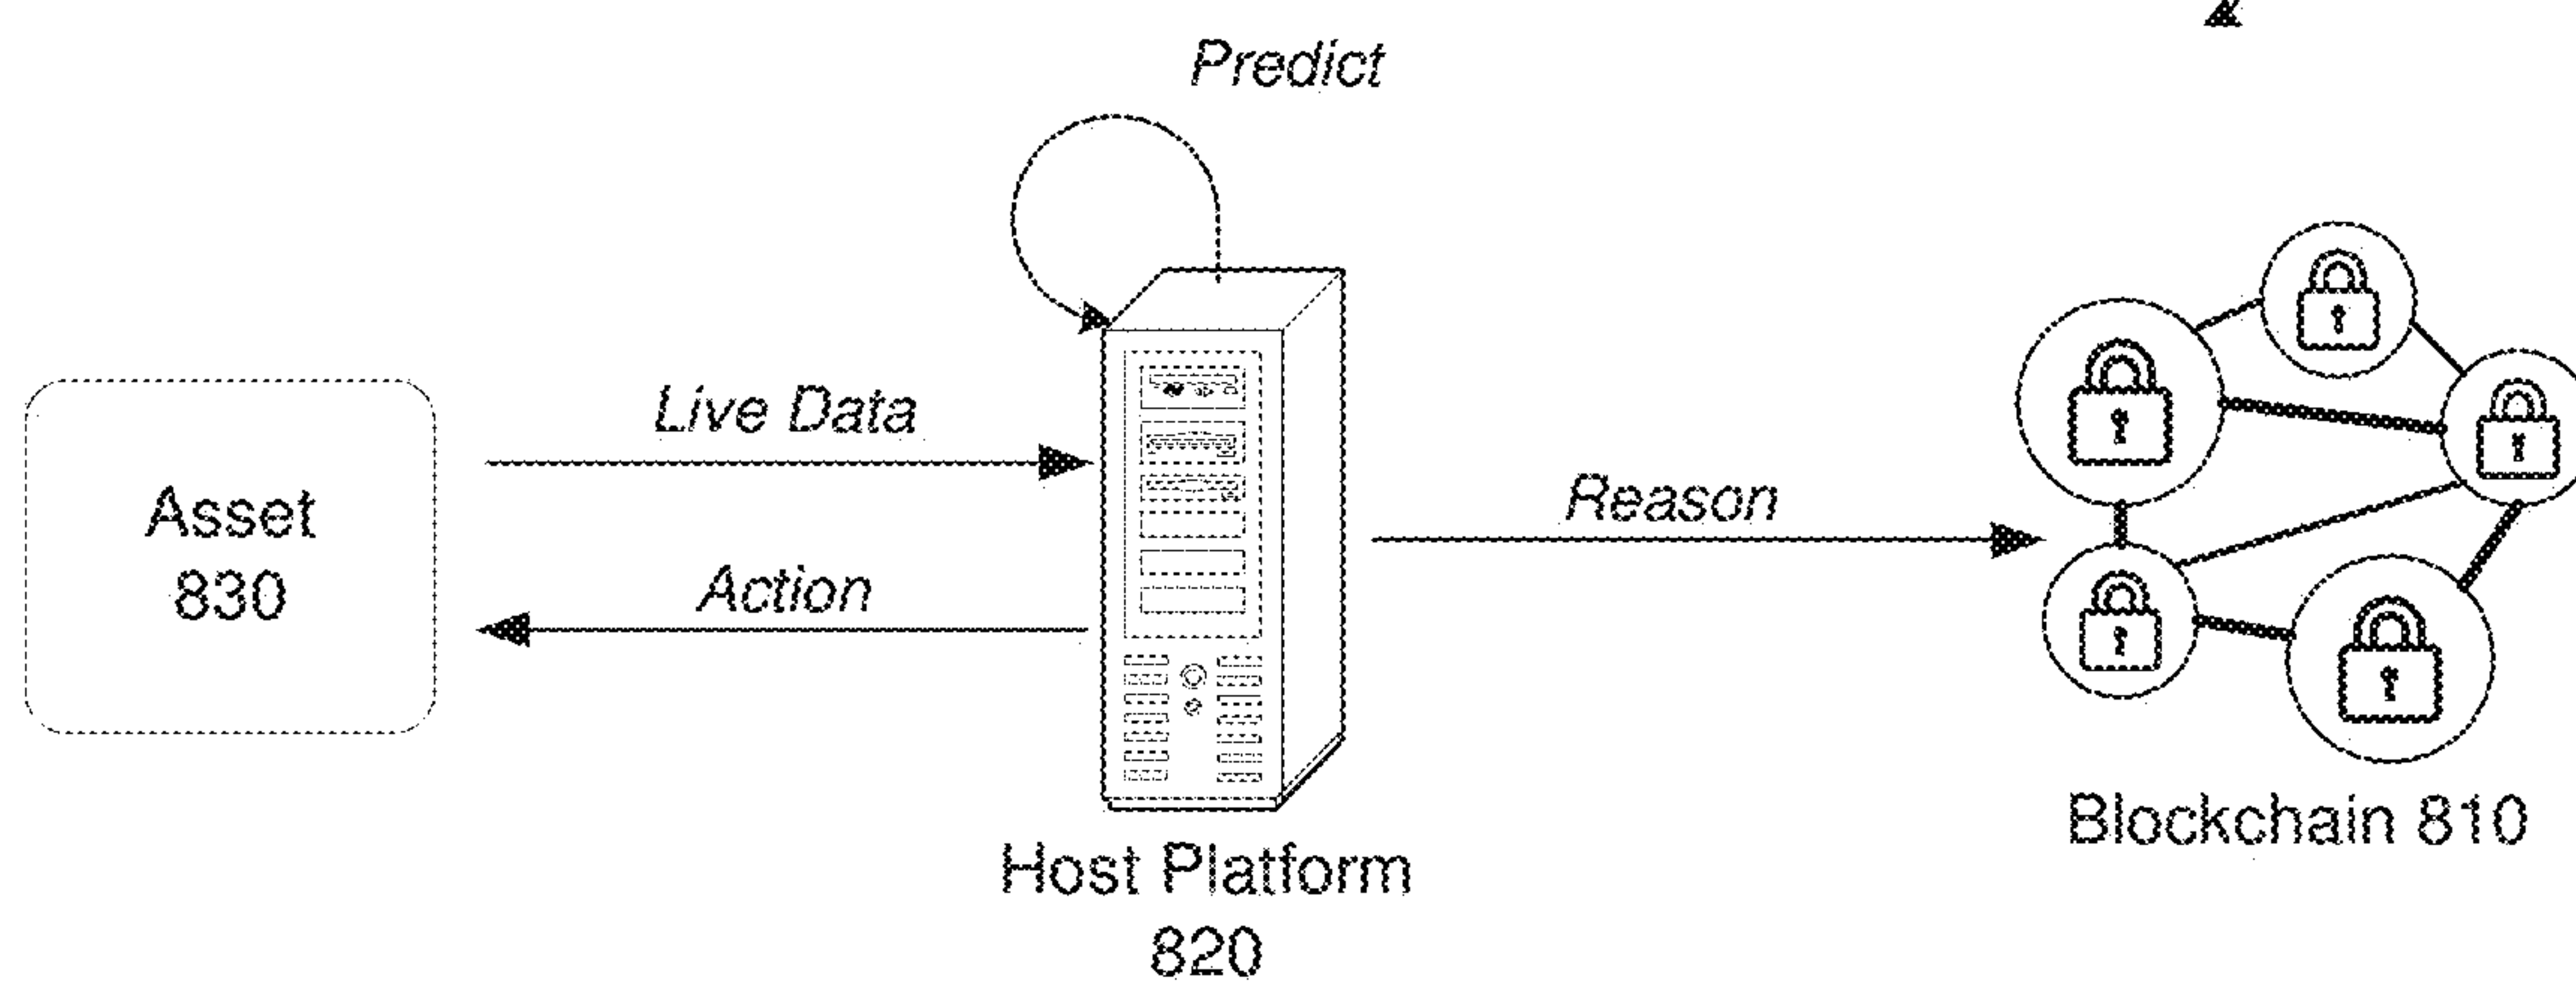 Predict
Live Data
Asset
830
Action
Reason
Blockchain 810
Host Platform
820